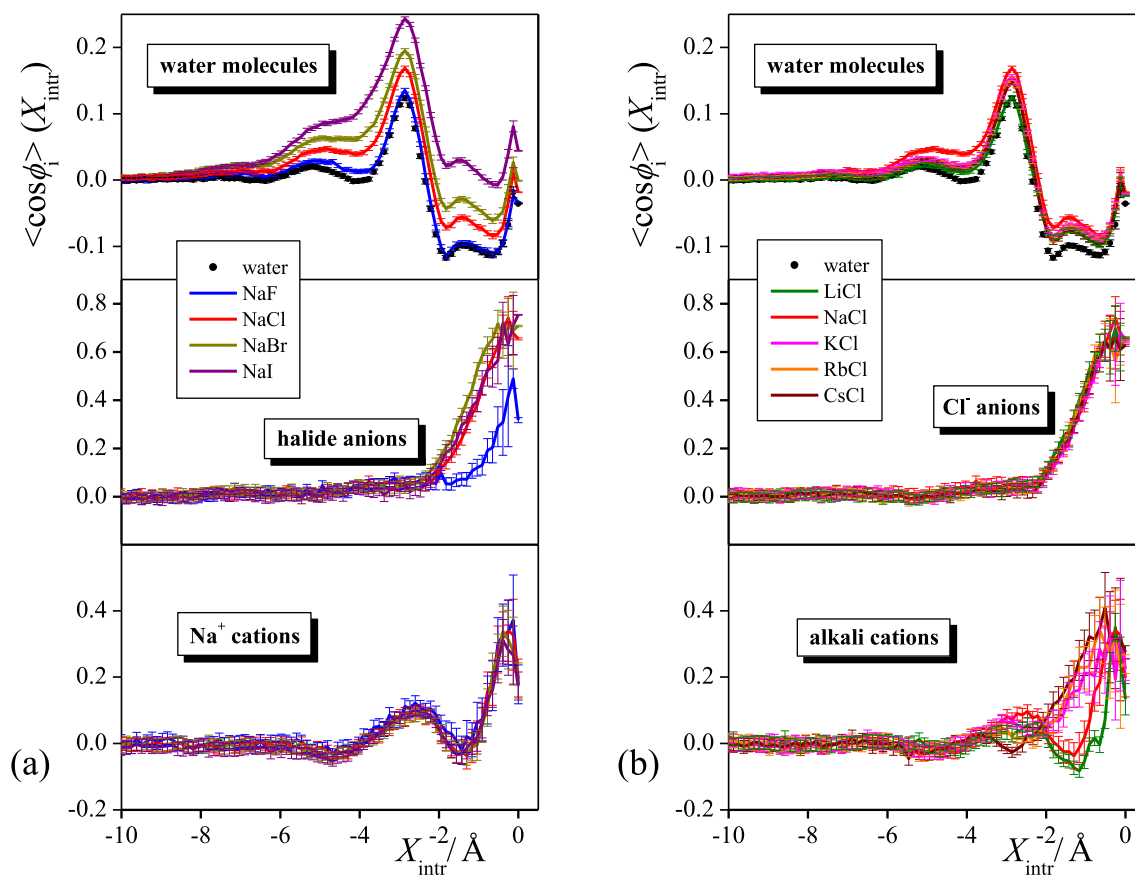 <cosϕi> (Xintr)
0.2
0.1
0.0
-0.1
water molecules
water
NaF
NaCl
NaBr
NaI
0.8
0.6
0.4
0.2
0.0
halide anions
0.4
0.2
0.0
-0.2
Na+ cations
(a)
-10
-8
-6
-4
-2
0
Xintr/ Å
<cosϕi> (Xintr)
0.2
0.1
0.0
-0.1
water molecules
water
LiCl
NaCl
KCl
RbCl
CsCl
0.8
0.6
0.4
0.2
0.0
Cl- anions
0.4
0.2
0.0
-0.2
alkali cations
(b)
-10
-8
-6
-4
-2
0
Xintr/ Å